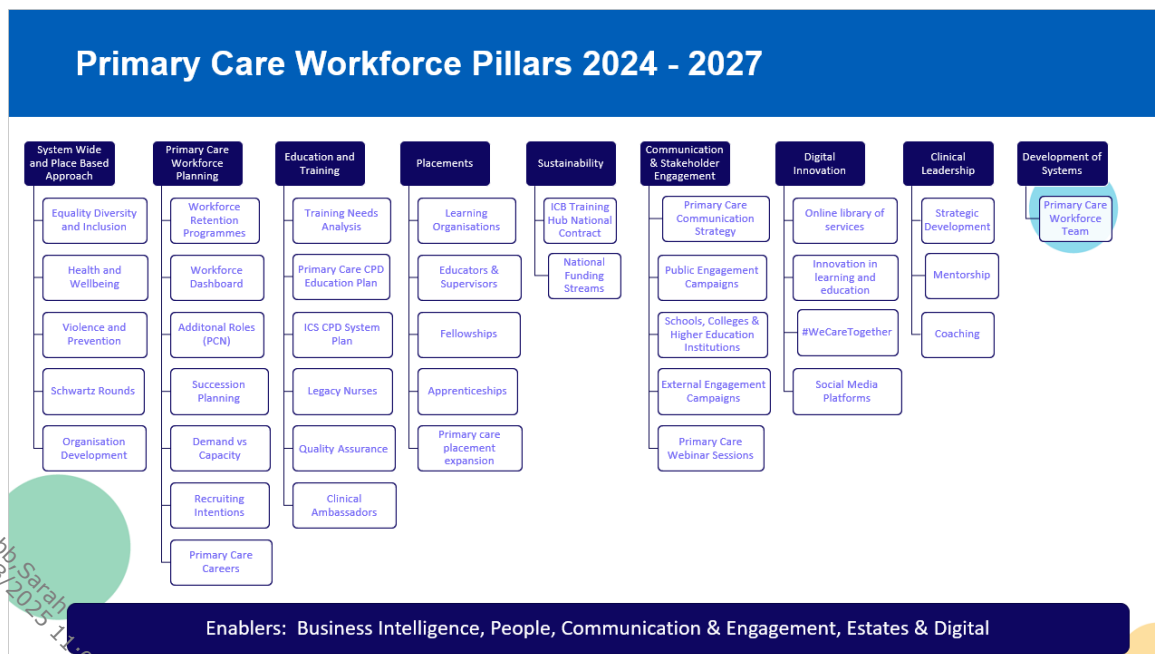 Primary Care Workforce Pillars 2024 - 2027
System Wide
and Place Based
Approach
Equality Diversity
and Inclusion
Health and
Wellbeing
Violence and
Prevention
Schwartz Rounds
Organisation
Development
Primary Care
Workforce
Planning
Workforce
Retention
Programmes
Workforce
Dashboard
Additonal Roles
(PCN)
Succession
Planning
Demand vs
Capacity
Recruiting
Intentions
Primary Care
Careers
Education and
Training
Training Needs
Analysis
Primary Care CPD
Education Plan
ICS CPD System
Plan
Legacy Nurses
Quality Assurance
Clinical
Ambassadors
Placements
Learning
Organisations
Educators &
Supervisors
Fellowships
Apprenticeships
Primary care
placement
expansion
Sustainability
ICB Training
Hub National
Contract
National
Funding
Streams
Communication
& Stakeholder
Engagement
Primary Care
Communication
Strategy
Public Engagement
Campaigns
Schools, Colleges &
Higher Education
Institutions
External Engagement
Campaigns
Primary Care
Webinar Sessions
Digital
Innovation
Online library of
services
Innovation in
learning and
education
#WeCareTogether
Social Media
Platforms
Clinical
Leadership
Strategic
Development
Mentorship
Coaching
Development of
Systems
Primary Care
Workforce
Team
Enablers: Business Intelligence, People, Communication & Engagement, Estates & Digital
Sarah
/2025 11: